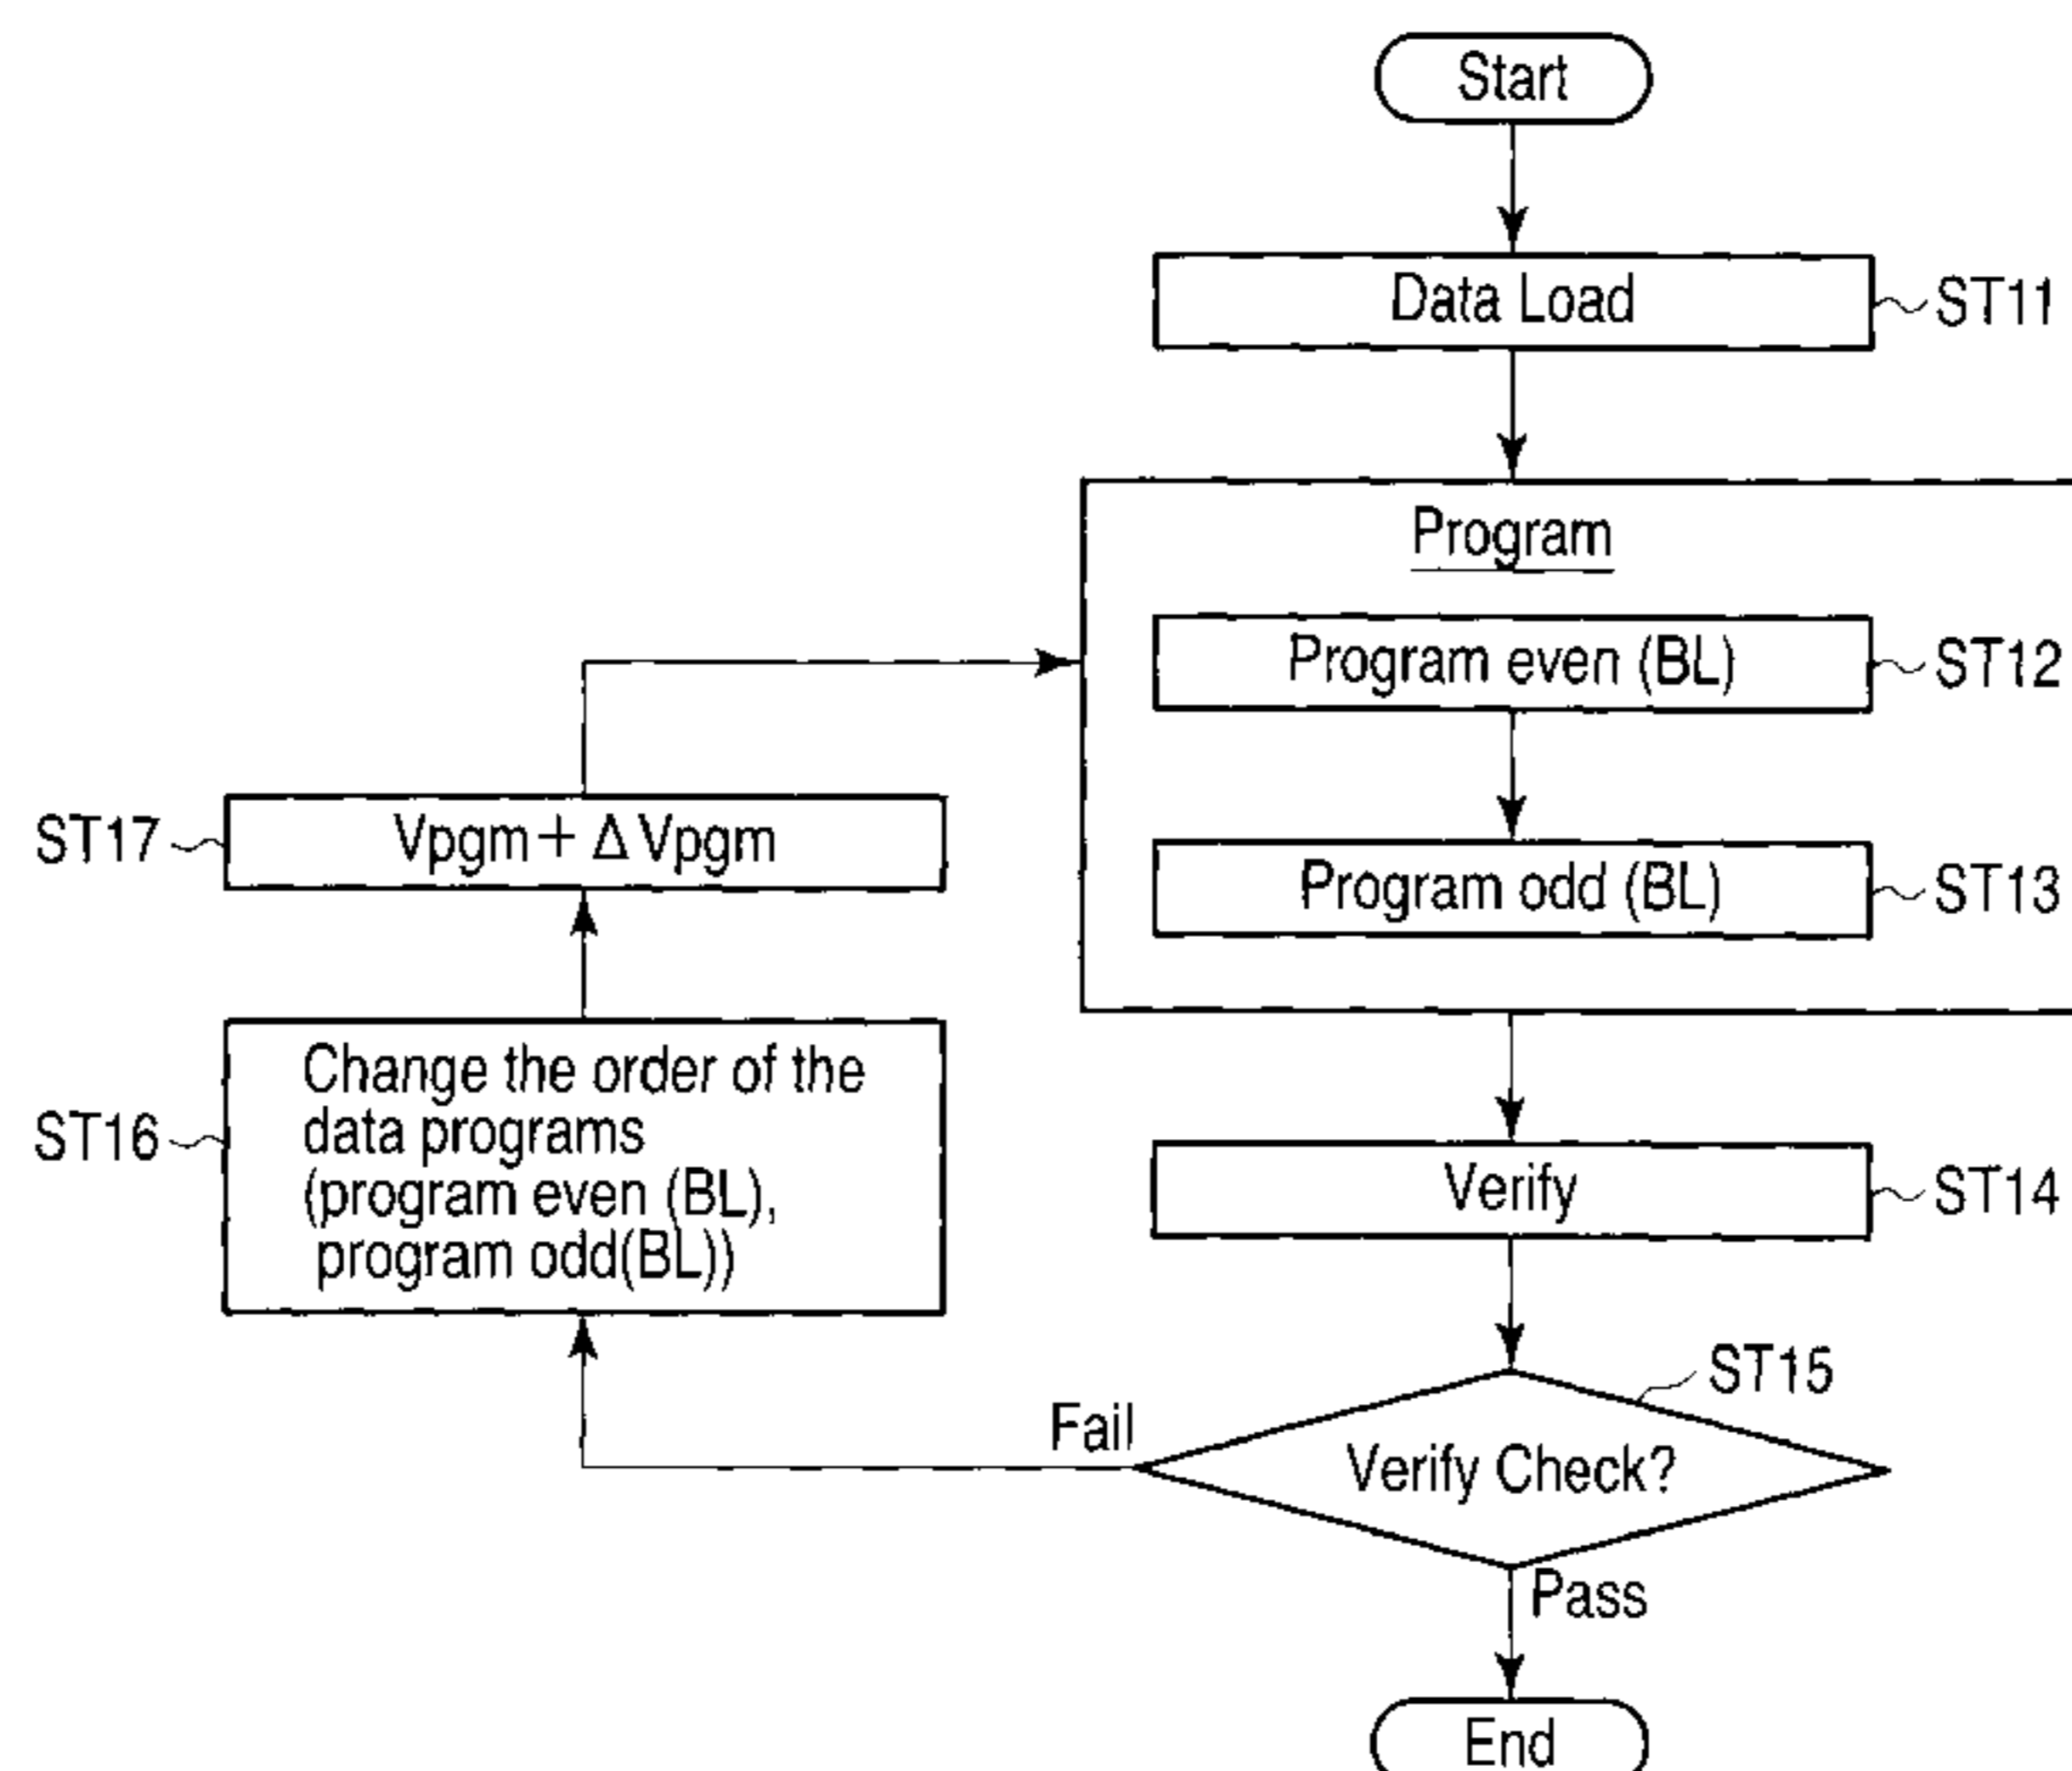 Start
Data Load
ST11
Program
Program even (BL)
ST12
Program odd (BL)
ST13
ST17
Vpgm+ Δ Vpgm
ST16
Change the order of the
data programs
(program even (BL),
program odd(BL))
Verify
ST14
ST15
Verify Check?
Fail
Pass
End